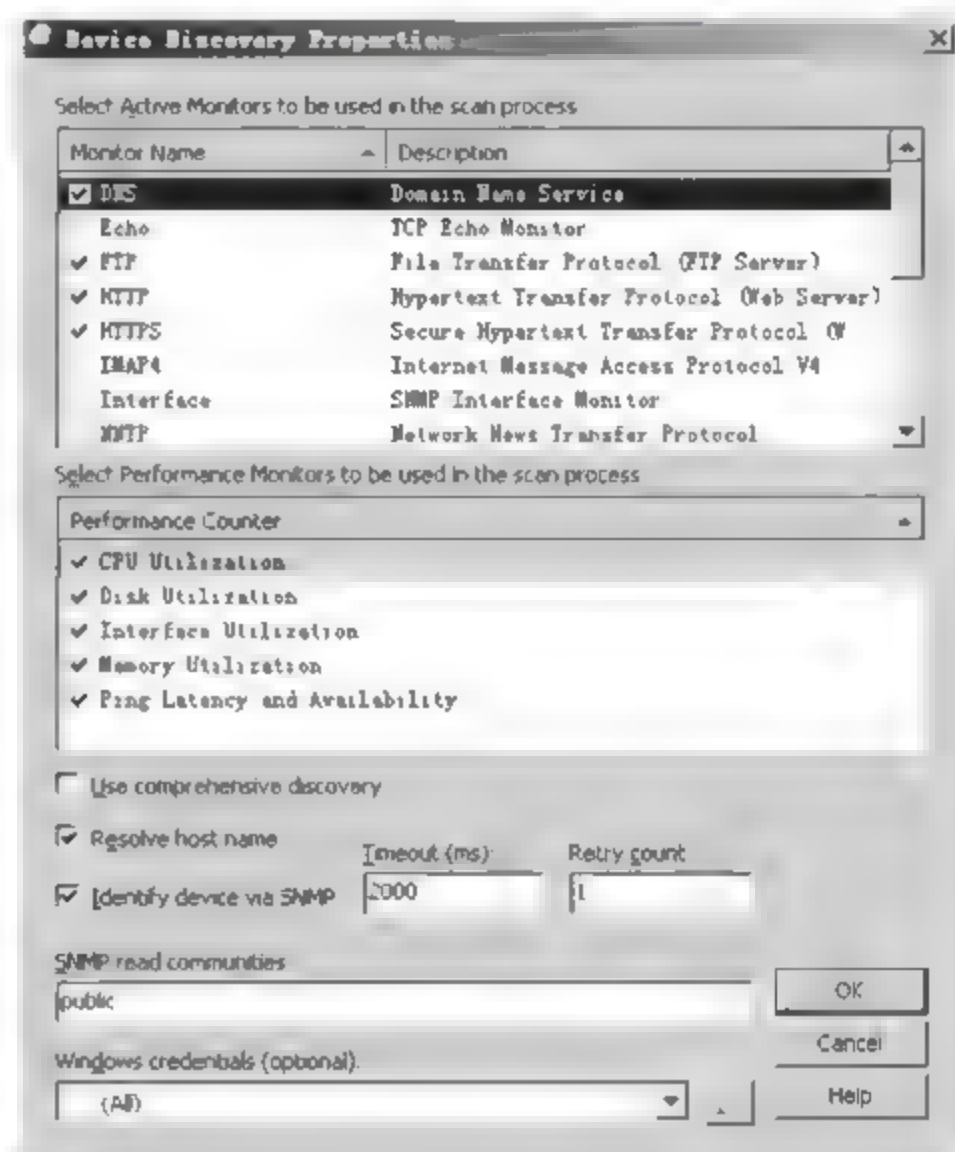 Device Discovery Properties
Select Active Monitors to be used in the scan process
Monitor Name Description
DNS Domain Name Service
Echo TCP Echo Monitor
FTP File Transfer Protocol (FTP Server)
HTTP Hypertext Transfer Protocol (Web Server)
HTTPS Secure Hypertext Transfer Protocol (W
IMAP4 Internet Message Access Protocol V4
Interface SNMP Interface Monitor
NNTP Network News Transfer Protocol
Select Performance Monitors to be used in the scan process
Performance Counter
CPU Utilization
Disk Utilization
Interface Utilization
Memory Utilization
Ping Latency and Availability
Use comprehensive discovery
Resolve host name
Timeout (ms): Retry count
Identify device via SNMP 2000 1
SNMP read communities
public
OK
Cancel
Windows credentials (optional).
(All)
Help